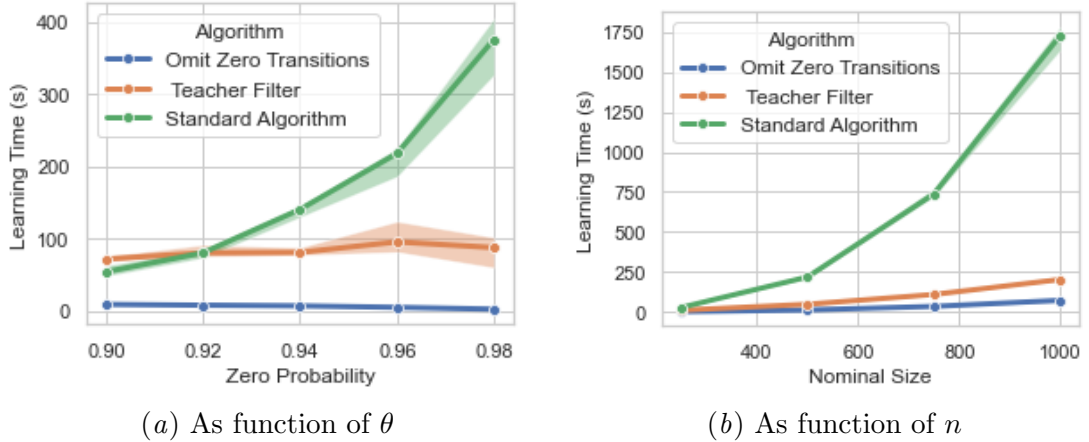 400
300
200
100
0
Learning Time (s)
Algorithm
Omit Zero Transitions
Teacher Filter
Standard Algorithm
0.90 0.92 0.94 0.96 0.98
Zero Probability
(a) As function of θ
1750
1500
1250
1000
750
500
250
0
Learning Time (s)
Algorithm
Omit Zero Transitions
Teacher Filter
Standard Algorithm
400 600 800 1000
Nominal Size
(b) As function of n